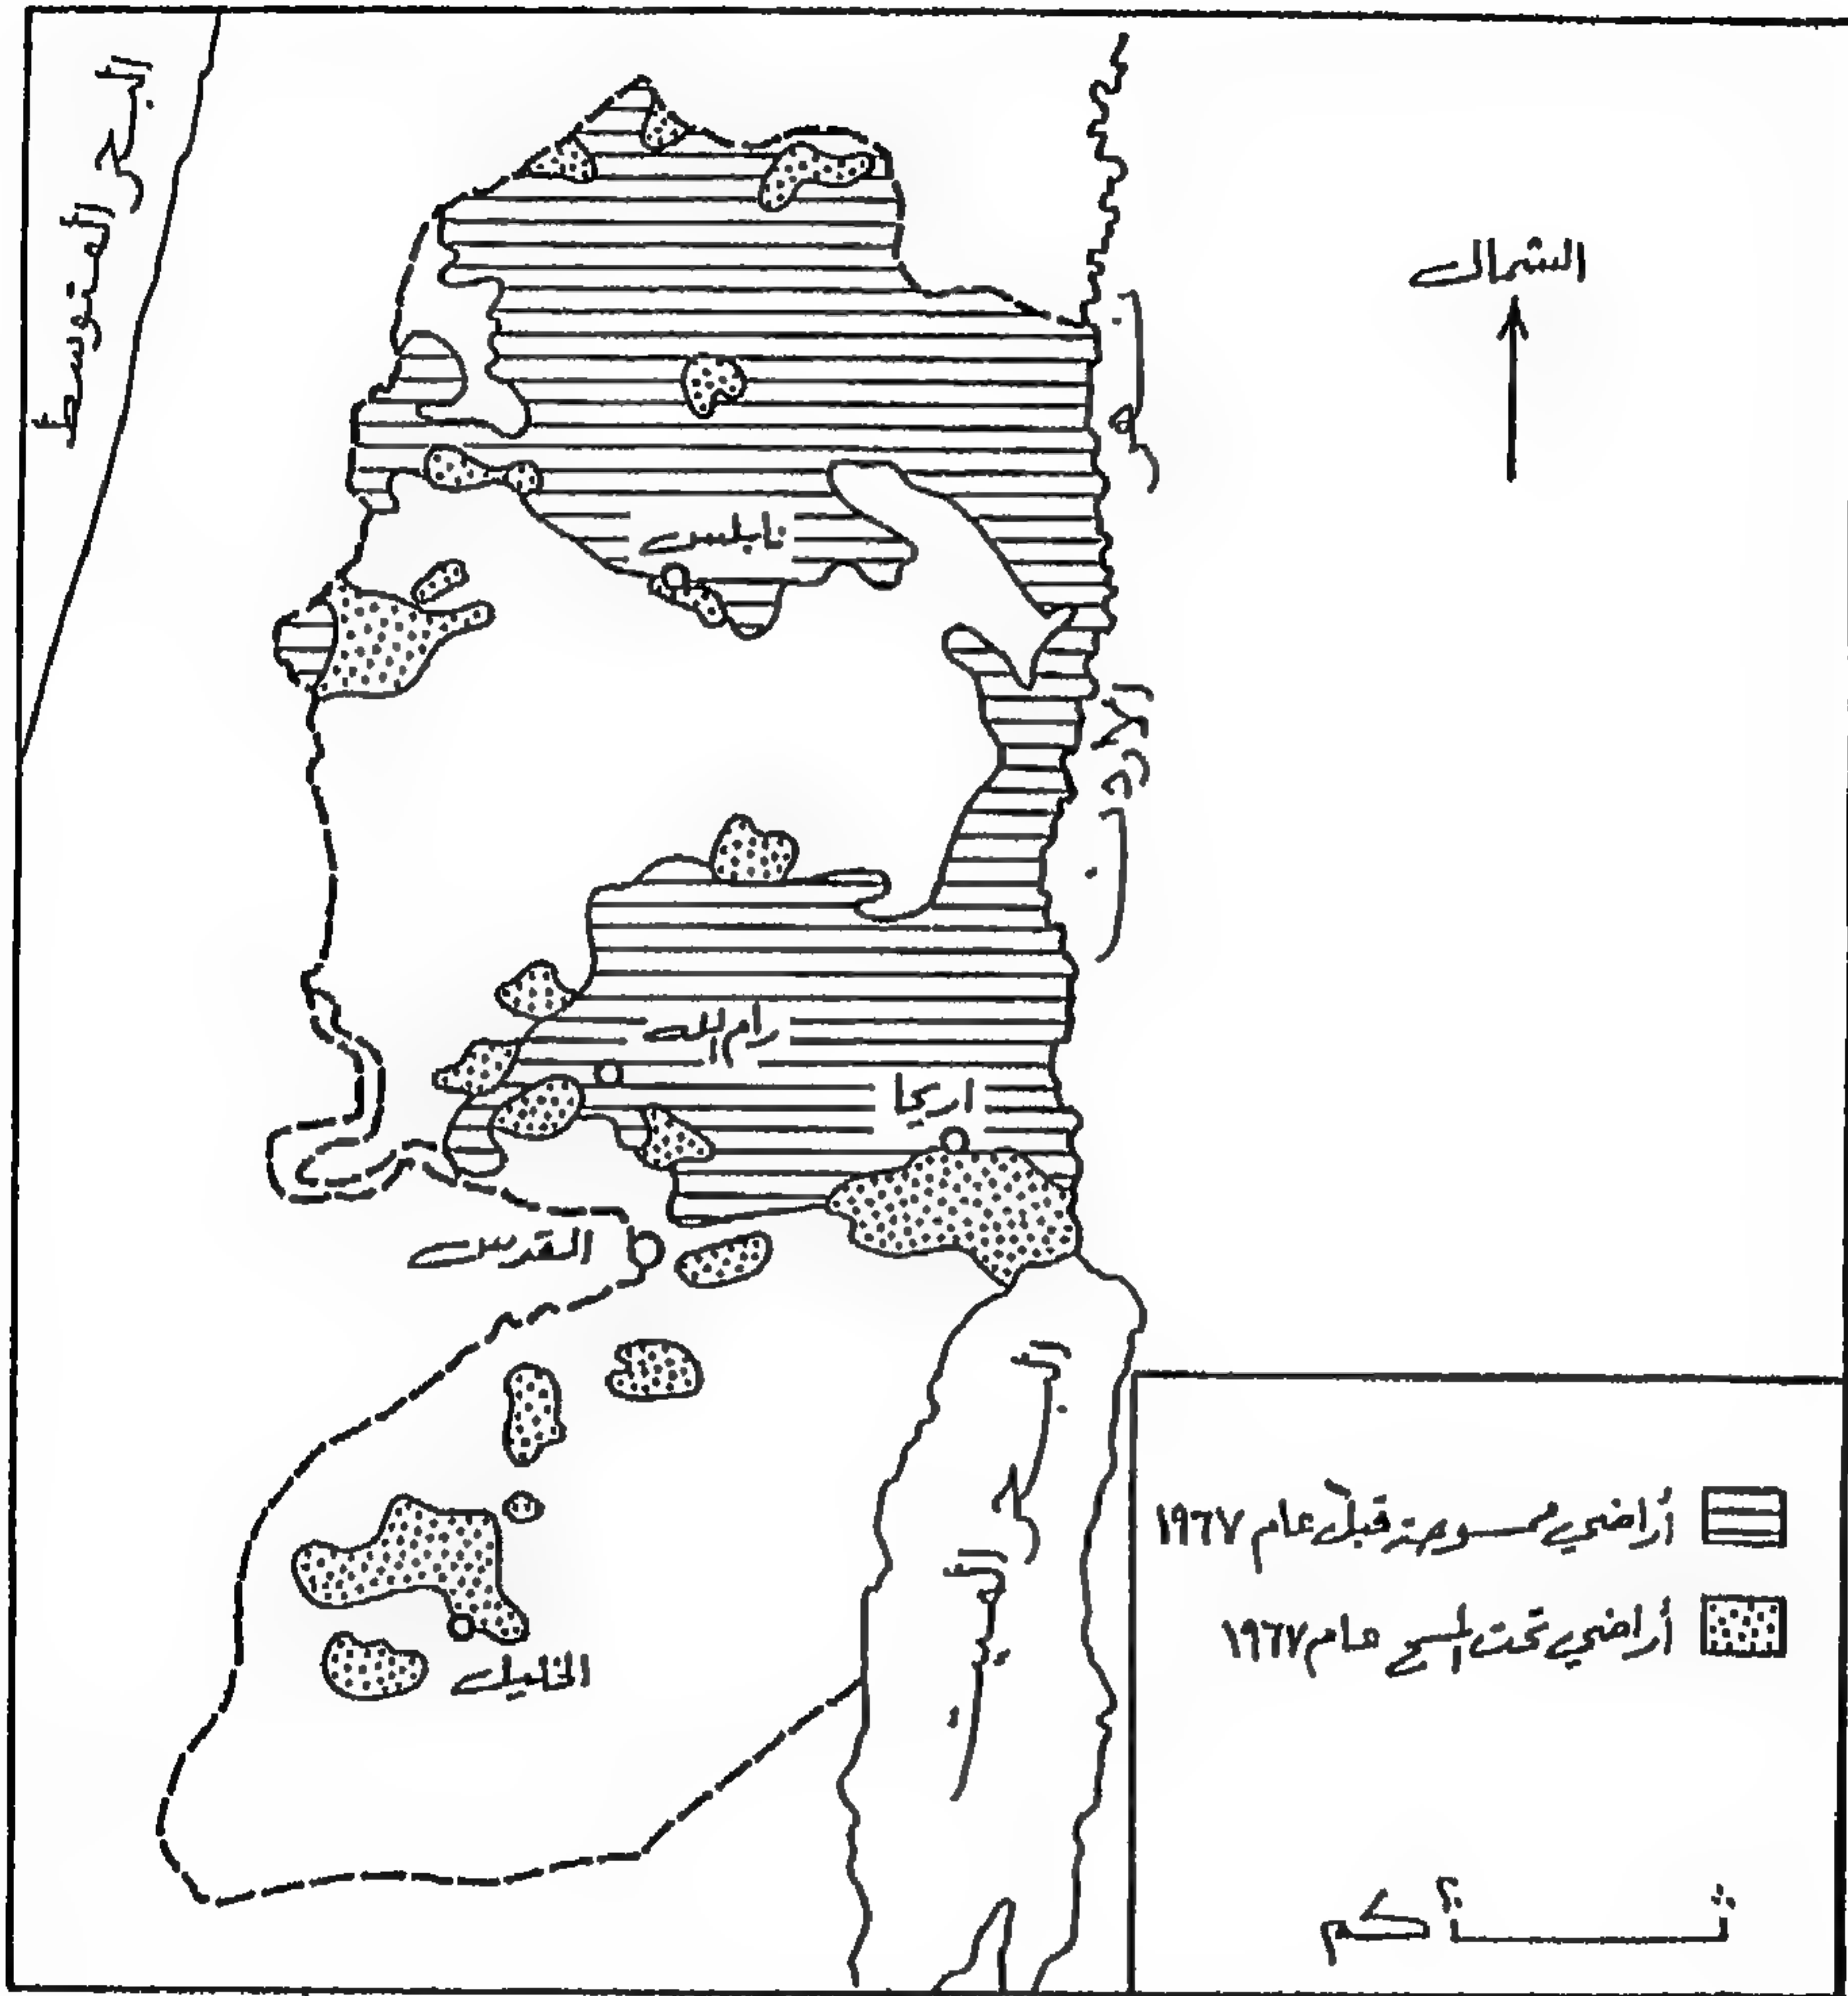 البحر المتوسط
الشمال
نهر
الأردن
نابلس
رام الله
اريحا
القدس
الخليل
البحر
الميت
أراضي ممسوحة قبل عام ١٩٦٧
أراضي تحت المسح عام ١٩٦٧
كم